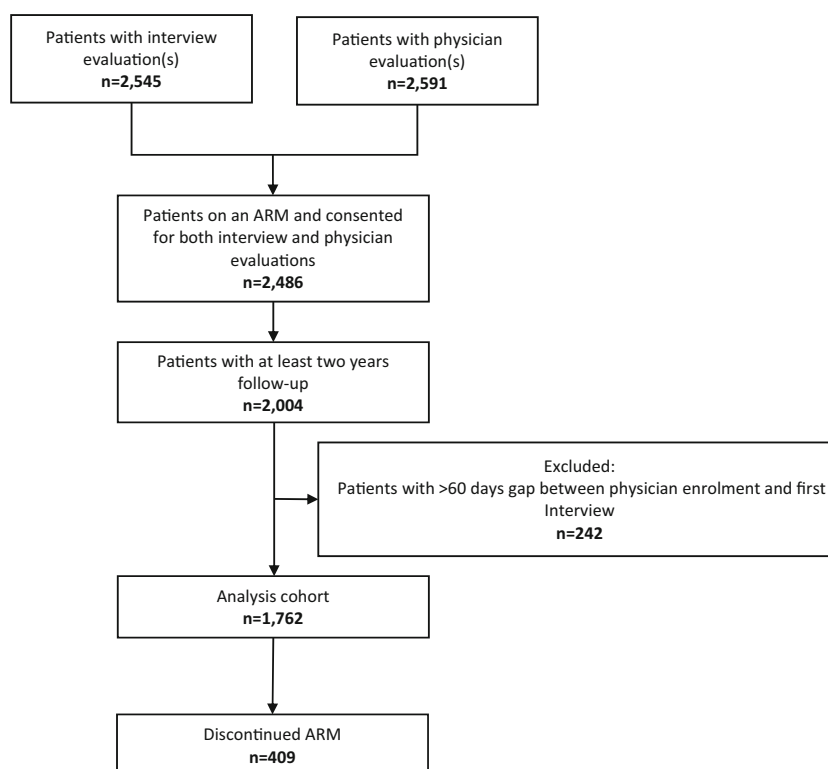 Patients with interview
evaluation(s)
n=2,545
Patients with physician
evaluation(s)
n=2,591
Patients on an ARM and consented
for both interview and physician
evaluations
n=2,486
Patients with at least two years
follow-up
n=2,004
Excluded:
Patients with >60 days gap between physician enrolment and first
Interview
n=242
Analysis cohort
n=1,762
Discontinued ARM
n=409